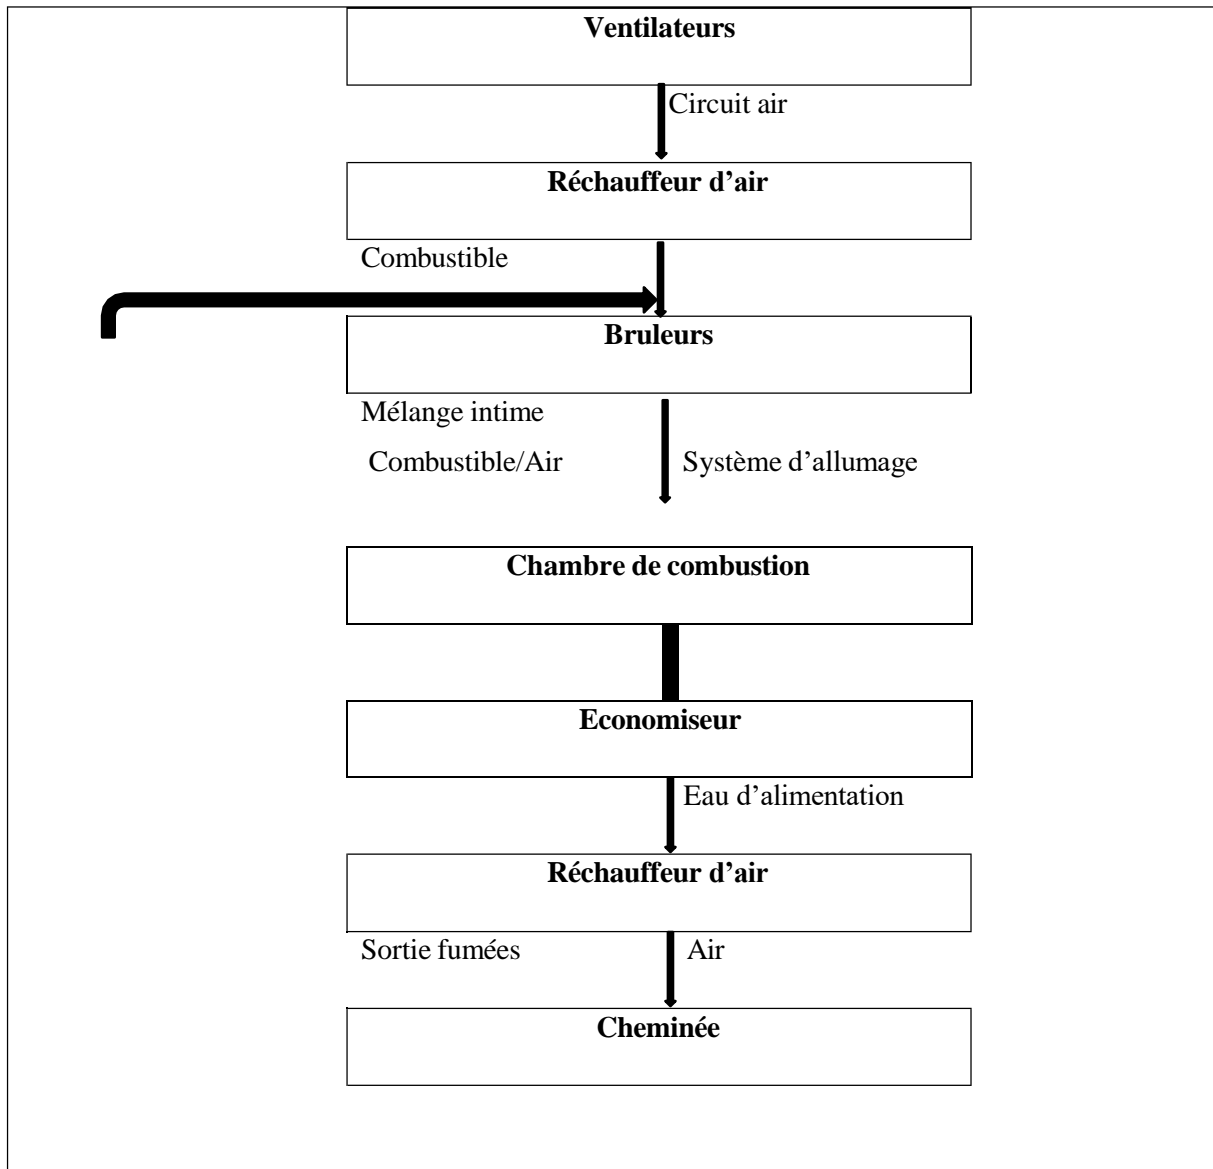 Ventilateurs
Circuit air
Réchauffeur d’air
Combustible
Bruleurs
Mélange intime
Combustible/Air
Système d’allumage
Chambre de combustion
Economiseur
Eau d’alimentation
Réchauffeur d’air
Sortie fumées
Air
Cheminée